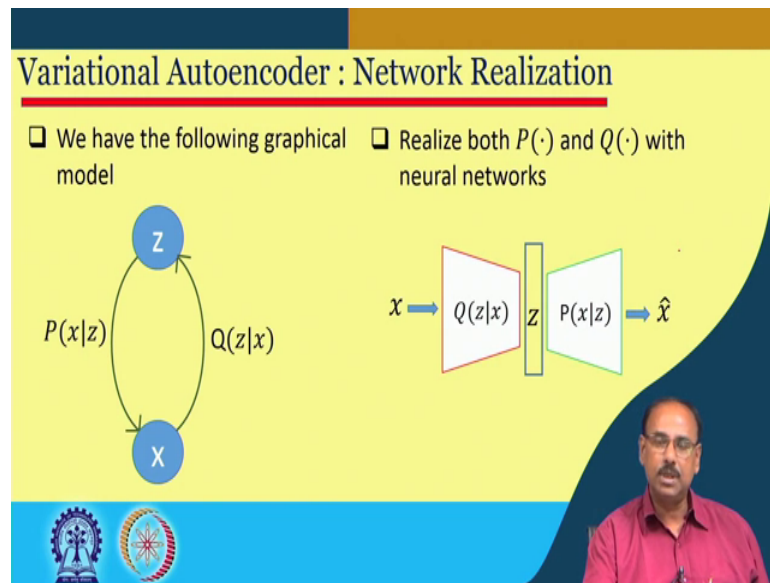 Variational Autoencoder : Network Realization
❑ We have the following graphical
model
❑ Realize both P(·) and Q(·) with
neural networks
Z
P(x|z)
Q(z|x)
X
x
Q(z|x)
Z
P(x|z)
x̂